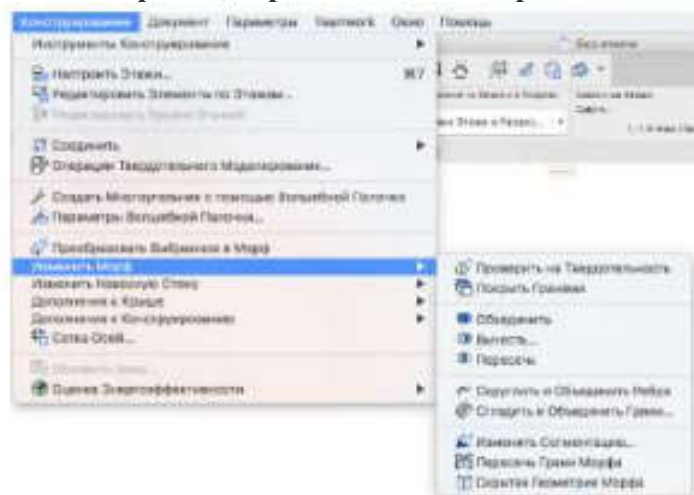 Конструирование Документ Параметры Teamwork Окно Помощь
Инструменты Конструирования
Без имени
Настроить Этажи... ⌘7
Редактировать Элементы по Этажам...
Соединить
Операции Твердотельного Моделирования...
Создать Многоугольник с помощью Волшебной Палочки
Параметры Волшебной Палочки...
Преобразовать Выбранное в Морф
Изменить Морф
Изменить Навесную Стену
Дополнения к Крыше
Дополнения к Конструированию
Сетка Осей...
Оценка Энергоэффективности
Проверить на Твердотельность
Покрыть Гранями
Объединить
Вычесть...
Пересечь
Скруглить и Объединить Ребра
Сгладить и Объединить Грани...
Изменить Сегментацию...
Пересечь Грани Морфа
Скрытая Геометрия Морфа